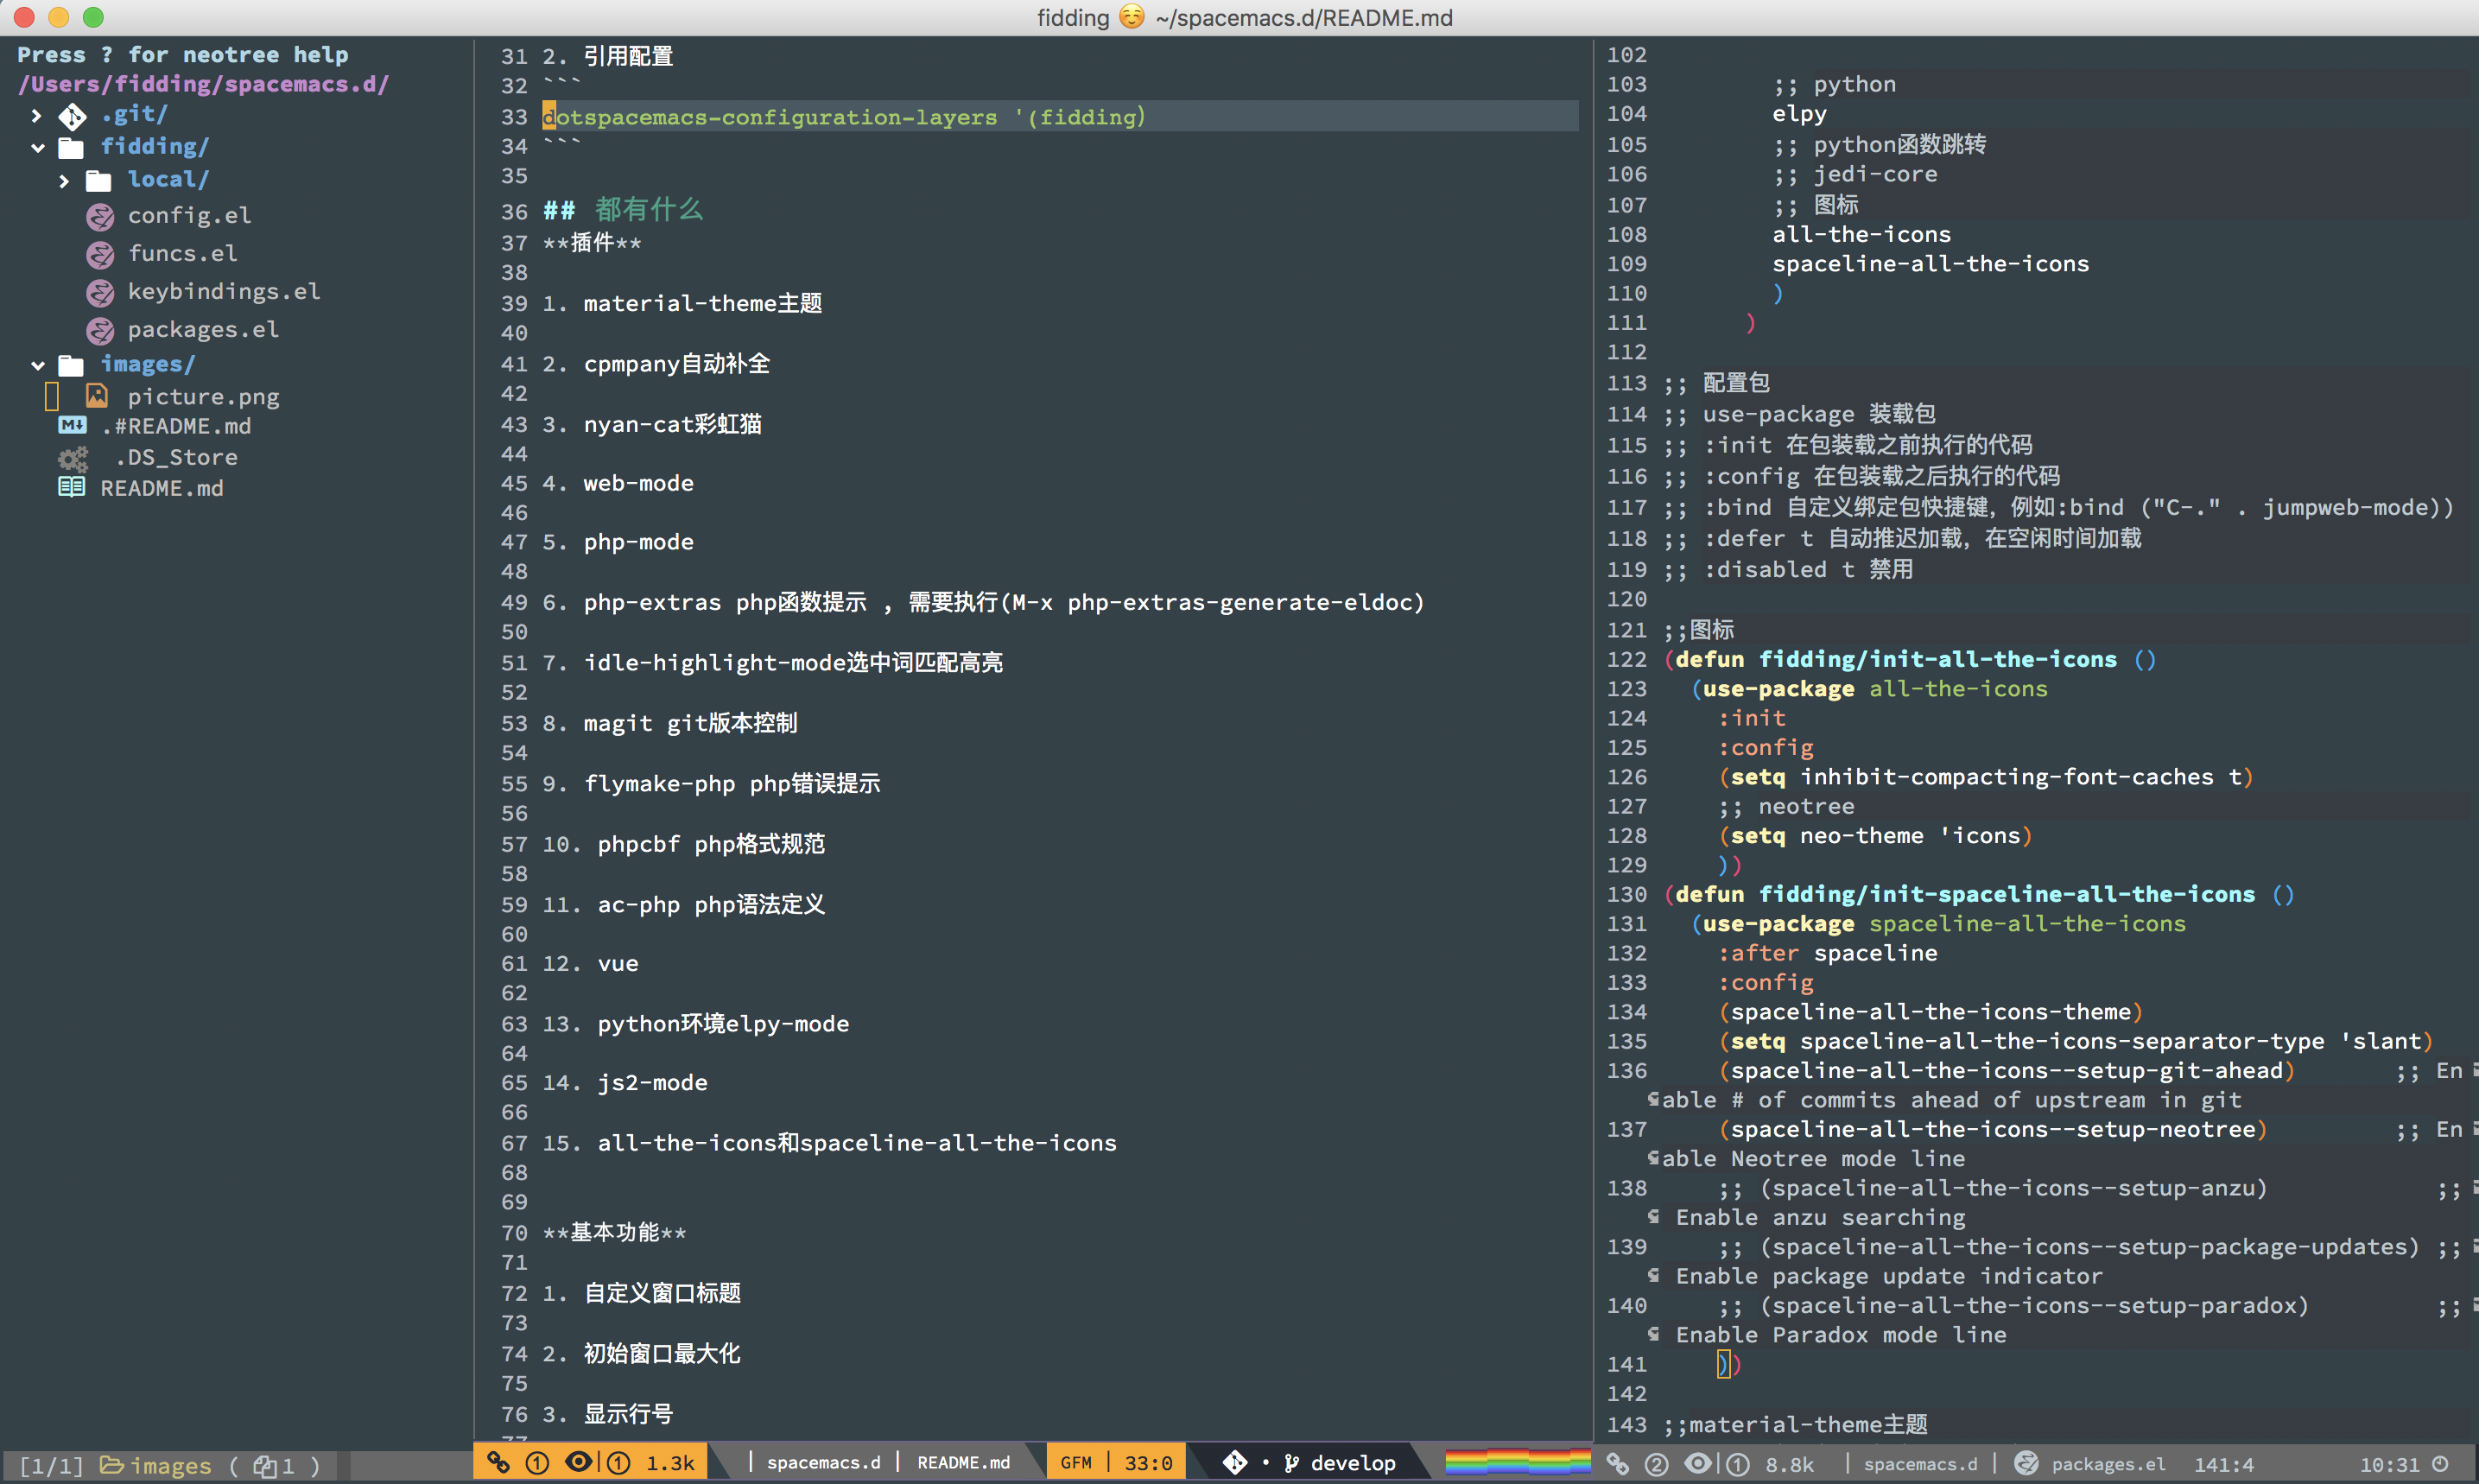 fidding ~/spacemacs.d/README.md
Press ? for neotree help
/Users/fidding/spacemacs.d/
.git/
fidding/
local/
config.el
funcs.el
keybindings.el
packages.el
images/
picture.png
M↓ .#README.md
.DS_Store
README.md
[1/1] images ( 1 )
31 2. 引用配置
32 ```
33 dotspacemacs-configuration-layers '(fidding)
34 ```
35
36 ## 都有什么
37 **插件**
38
39 1. material-theme主题
40
41 2. cpmpany自动补全
42
43 3. nyan-cat彩虹猫
44
45 4. web-mode
46
47 5. php-mode
48
49 6. php-extras php函数提示 , 需要执行(M-x php-extras-generate-eldoc)
50
51 7. idle-highlight-mode选中词匹配高亮
52
53 8. magit git版本控制
54
55 9. flymake-php php错误提示
56
57 10. phpcbf php格式规范
58
59 11. ac-php php语法定义
60
61 12. vue
62
63 13. python环境elpy-mode
64
65 14. js2-mode
66
67 15. all-the-icons和spaceline-all-the-icons
68
69
70 **基本功能**
71
72 1. 自定义窗口标题
73
74 2. 初始窗口最大化
75
76 3. 显示行号
1 | 1 1.3k | spacemacs.d | README.md GFM | 33:0 • develop
102
103 ;; python
104 elpy
105 ;; python函数跳转
106 ;; jedi-core
107 ;; 图标
108 all-the-icons
109 spaceline-all-the-icons
110 )
111 )
112
113 ;; 配置包
114 ;; use-package 装载包
115 ;; :init 在包装载之前执行的代码
116 ;; :config 在包装载之后执行的代码
117 ;; :bind 自定义绑定包快捷键，例如:bind ("C-." . jumpweb-mode))
118 ;; :defer t 自动推迟加载，在空闲时间加载
119 ;; :disabled t 禁用
120
121 ;;图标
122 (defun fidding/init-all-the-icons ()
123 (use-package all-the-icons
124 :init
125 :config
126 (setq inhibit-compacting-font-caches t)
127 ;; neotree
128 (setq neo-theme 'icons)
129 ))
130 (defun fidding/init-spaceline-all-the-icons ()
131 (use-package spaceline-all-the-icons
132 :after spaceline
133 :config
134 (spaceline-all-the-icons-theme)
135 (setq spaceline-all-the-icons-separator-type 'slant)
136 (spaceline-all-the-icons--setup-git-ahead) ;; En
able # of commits ahead of upstream in git
137 (spaceline-all-the-icons--setup-neotree) ;; En
able Neotree mode line
138 ;; (spaceline-all-the-icons--setup-anzu) ;;
Enable anzu searching
139 ;; (spaceline-all-the-icons--setup-package-updates) ;;
Enable package update indicator
140 ;; (spaceline-all-the-icons--setup-paradox) ;;
Enable Paradox mode line
141 ))
142
143 ;;material-theme主题
2 | 1 8.8k | spacemacs.d | packages.el 141:4 10:31